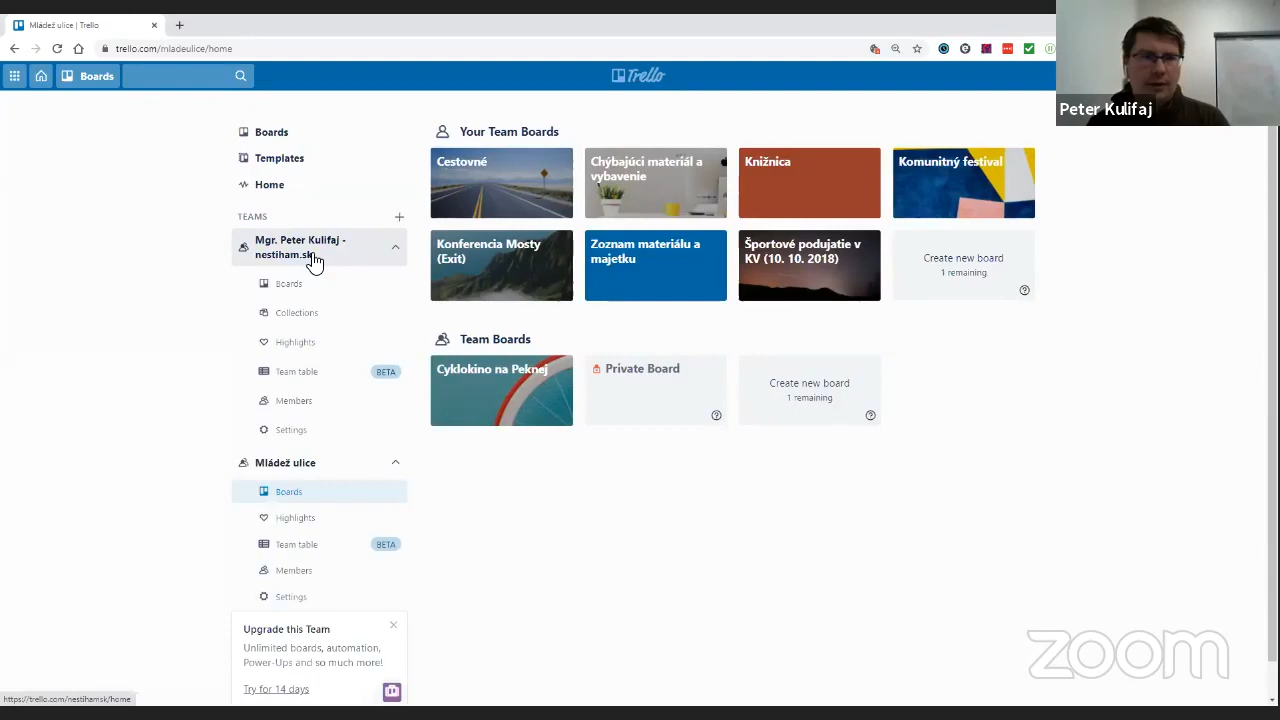 Mládež ulice | Trello
trello.com/mladeulice/home
Boards
Trello
Peter Kulifaj
Boards
Templates
Home
TEAMS
Mgr. Peter Kulifaj -
nestiham.sk
Boards
Collections
Highlights
Team table
BETA
Members
Settings
Mládež ulice
Boards
Highlights
Team table
BETA
Members
Settings
Upgrade this Team
Unlimited boards, automation,
Power-Ups and so much more!
Try for 14 days
Your Team Boards
Cestovné
Chýbajúci materiál a
vybavenie
Knižnica
Komunitný festival
Konferencia Mosty
(Exit)
Zoznam materiálu a
majetku
Športové podujatie v
KV (10. 10. 2018)
Create new board
1 remaining
Team Boards
Cyklokino na Peknej
Private Board
Create new board
1 remaining
zoom
https://trello.com/nestihamsk/home